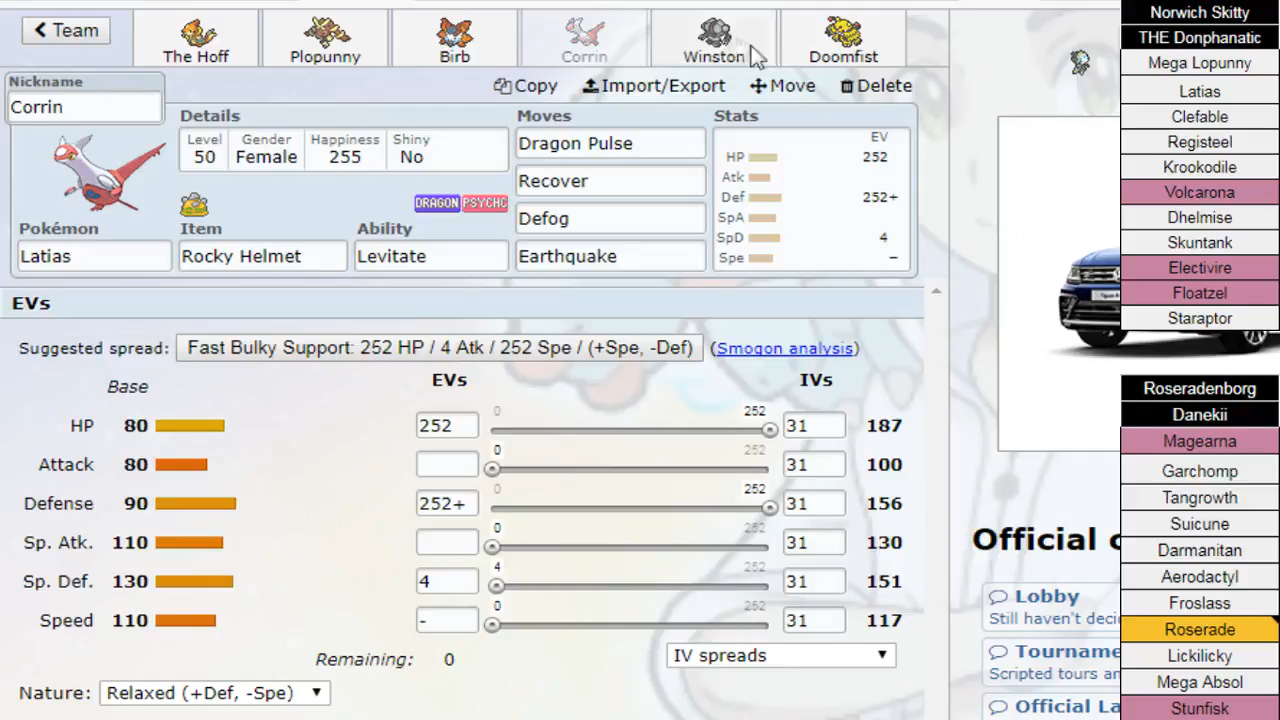 Team
The Hoff
Plopunny
Birb
Corrin
Winston
Doomfist
Nickname
Corrin
Copy
Import/Export
Move
Delete
Details
Level
50
Gender
Female
Happiness
255
Shiny
No
DRAGON
PSYCHC
Pokémon
Latias
Item
Rocky Helmet
Ability
Levitate
Moves
Dragon Pulse
Recover
Defog
Earthquake
Stats
EV
HP 252
Atk
Def 252+
SpA
SpD 4
Spe –
EVs
Suggested spread: Fast Bulky Support: 252 HP / 4 Atk / 252 Spe / (+Spe, -Def) (Smogon analysis)
Base EVs IVs
HP 80 252 0 252 31 187
Attack 80 0 252 31 100
Defense 90 252+ 0 252 31 156
Sp. Atk. 110 0 252 31 130
Sp. Def. 130 4 4 252 31 151
Speed 110 - 0 252 31 117
Remaining: 0
IV spreads
Nature: Relaxed (+Def, -Spe)
Official c
Lobby
Still haven't deci
Tourname
Scripted tours an
Official La
Norwich Skitty
THE Donphanatic
Mega Lopunny
Latias
Clefable
Registeel
Krookodile
Volcarona
Dhelmise
Skuntank
Electivire
Floatzel
Staraptor
Roseradenborg
Danekii
Magearna
Garchomp
Tangrowth
Suicune
Darmanitan
Aerodactyl
Froslass
Roserade
Lickilicky
Mega Absol
Stunfisk